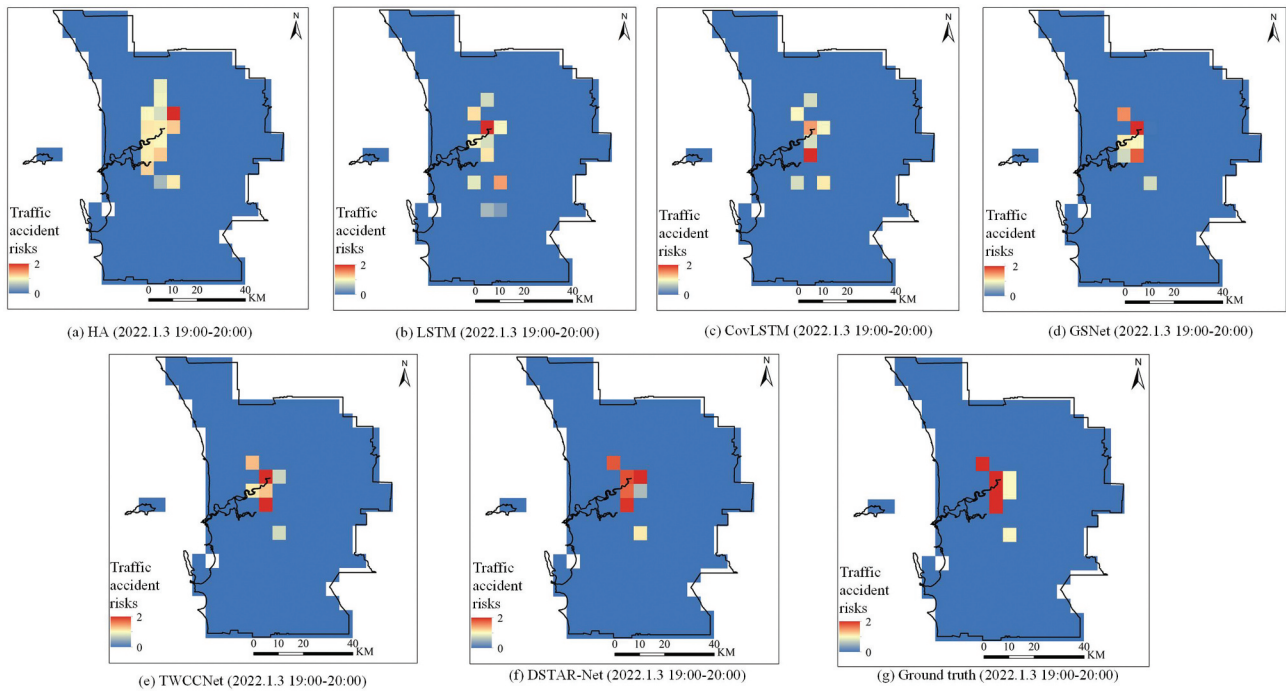 N
Traffic
accident
risks
2
0
0 10 20
40
KM
(a) HA (2022.1.3 19:00-20:00)
N
Traffic
accident
risks
2
0
0 10 20
40
KM
(b) LSTM (2022.1.3 19:00-20:00)
N
Traffic
accident
risks
2
0
0 10 20
40
KM
(c) CovLSTM (2022.1.3 19:00-20:00)
N
Traffic
accident
risks
2
0
0 10 20
40
KM
(d) GSNet (2022.1.3 19:00-20:00)
N
Traffic
accident
risks
2
0
0 10 20
40
KM
(e) TWCCNet (2022.1.3 19:00-20:00)
N
Traffic
accident
risks
2
0
0 10 20
40
KM
(f) DSTAR-Net (2022.1.3 19:00-20:00)
N
Traffic
accident
risks
2
0
0 10 20
40
KM
(g) Ground truth (2022.1.3 19:00-20:00)